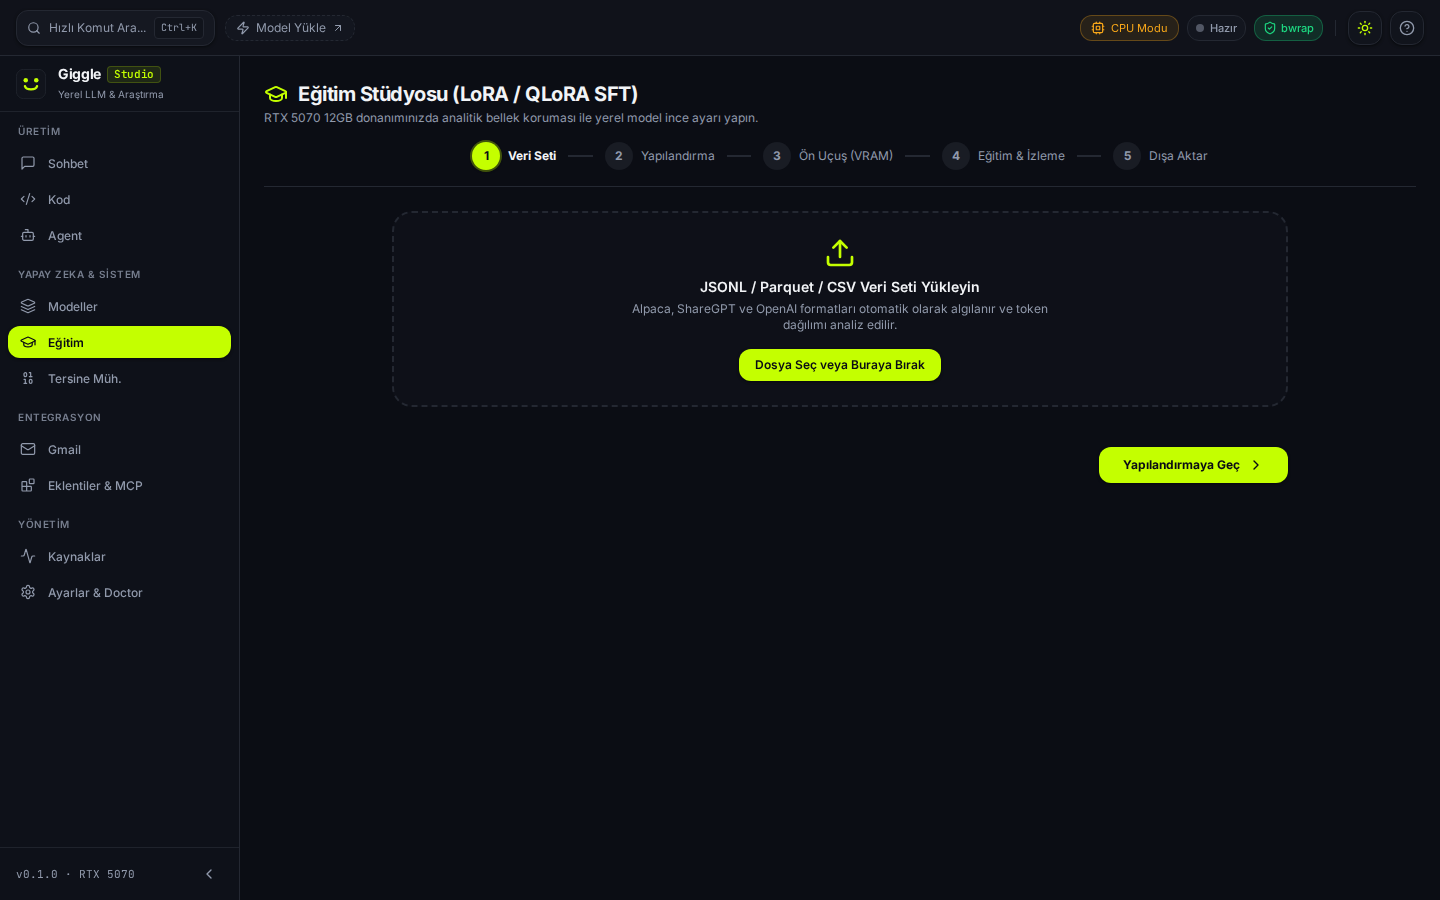 Hızlı Komut Ara... Ctrl+K
Model Yükle
CPU Modu
Hazır
bwrap
Giggle Studio
Yerel LLM & Araştırma
ÜRETİM
Sohbet
Kod
Agent
YAPAY ZEKA & SİSTEM
Modeller
Eğitim
Tersine Müh.
ENTEGRASYON
Gmail
Eklentiler & MCP
YÖNETİM
Kaynaklar
Ayarlar & Doctor
v0.1.0 · RTX 5070
Eğitim Stüdyosu (LoRA / QLoRA SFT)
RTX 5070 12GB donanımınızda analitik bellek koruması ile yerel model ince ayarı yapın.
1 Veri Seti
2 Yapılandırma
3 Ön Uçuş (VRAM)
4 Eğitim & İzleme
5 Dışa Aktar
JSONL / Parquet / CSV Veri Seti Yükleyin
Alpaca, ShareGPT ve OpenAI formatları otomatik olarak algılanır ve token
dağılımı analiz edilir.
Dosya Seç veya Buraya Bırak
Yapılandırmaya Geç